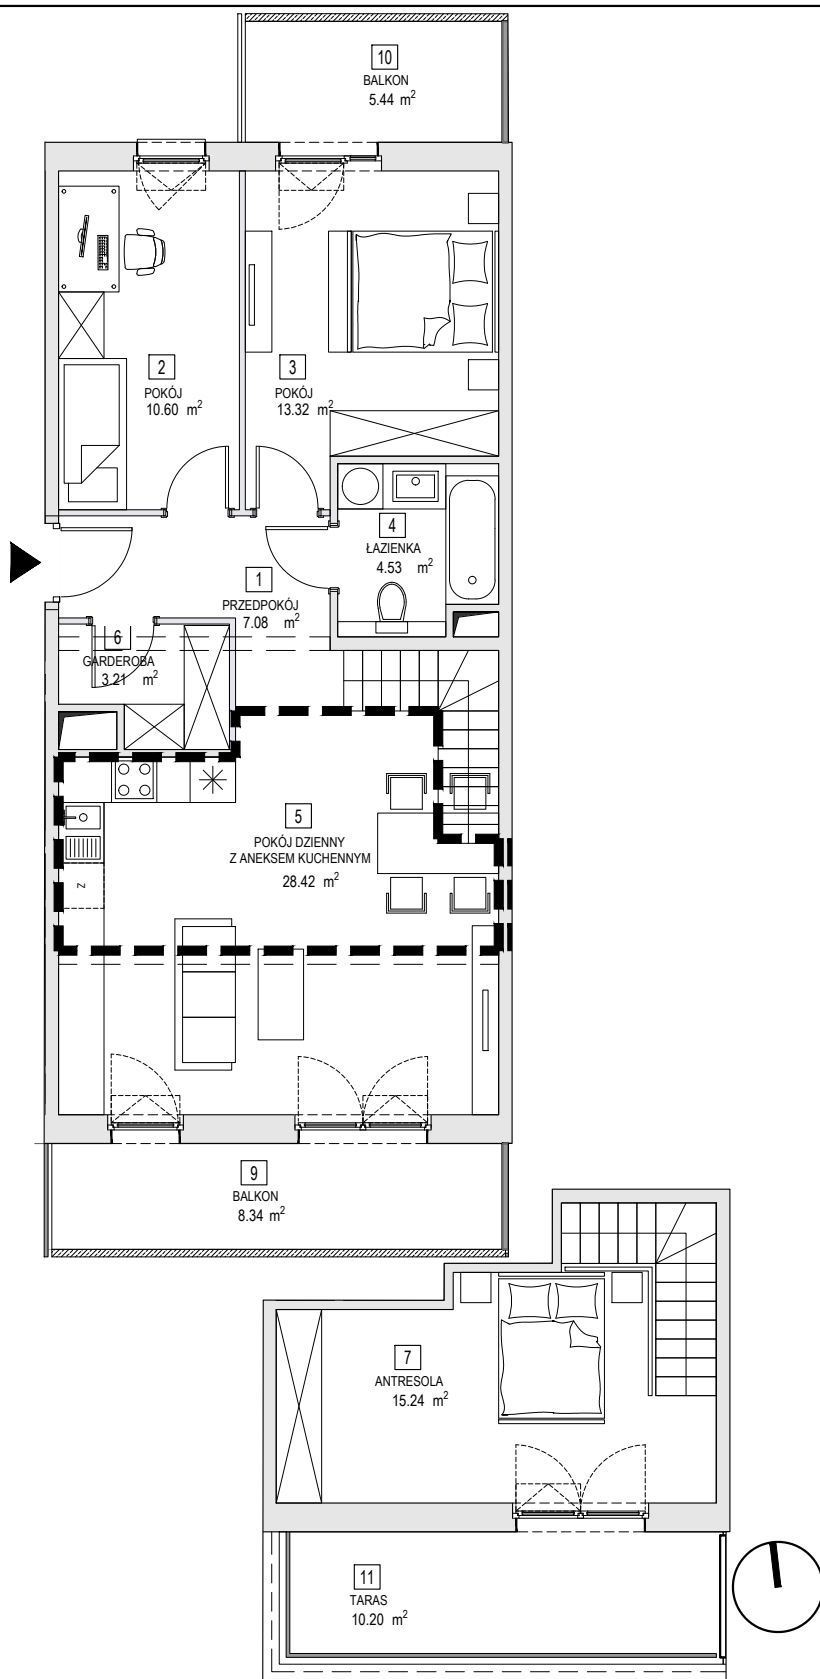 10
BALKON
5.44 m²
2
POKÓJ
10.60 m²
3
POKÓJ
13.32 m²
4
ŁAZIENKA
4.53 m²
1
PRZEDPOKÓJ
7.08 m²
6
GARDEROBA
3.21 m²
5
POKÓJ DZIENNY
Z ANEKSEM KUCHENNYM
28.42 m²
Z
9
BALKON
8.34 m²
7
ANTRESOLA
15.24 m²
11
TARAS
10.20 m²